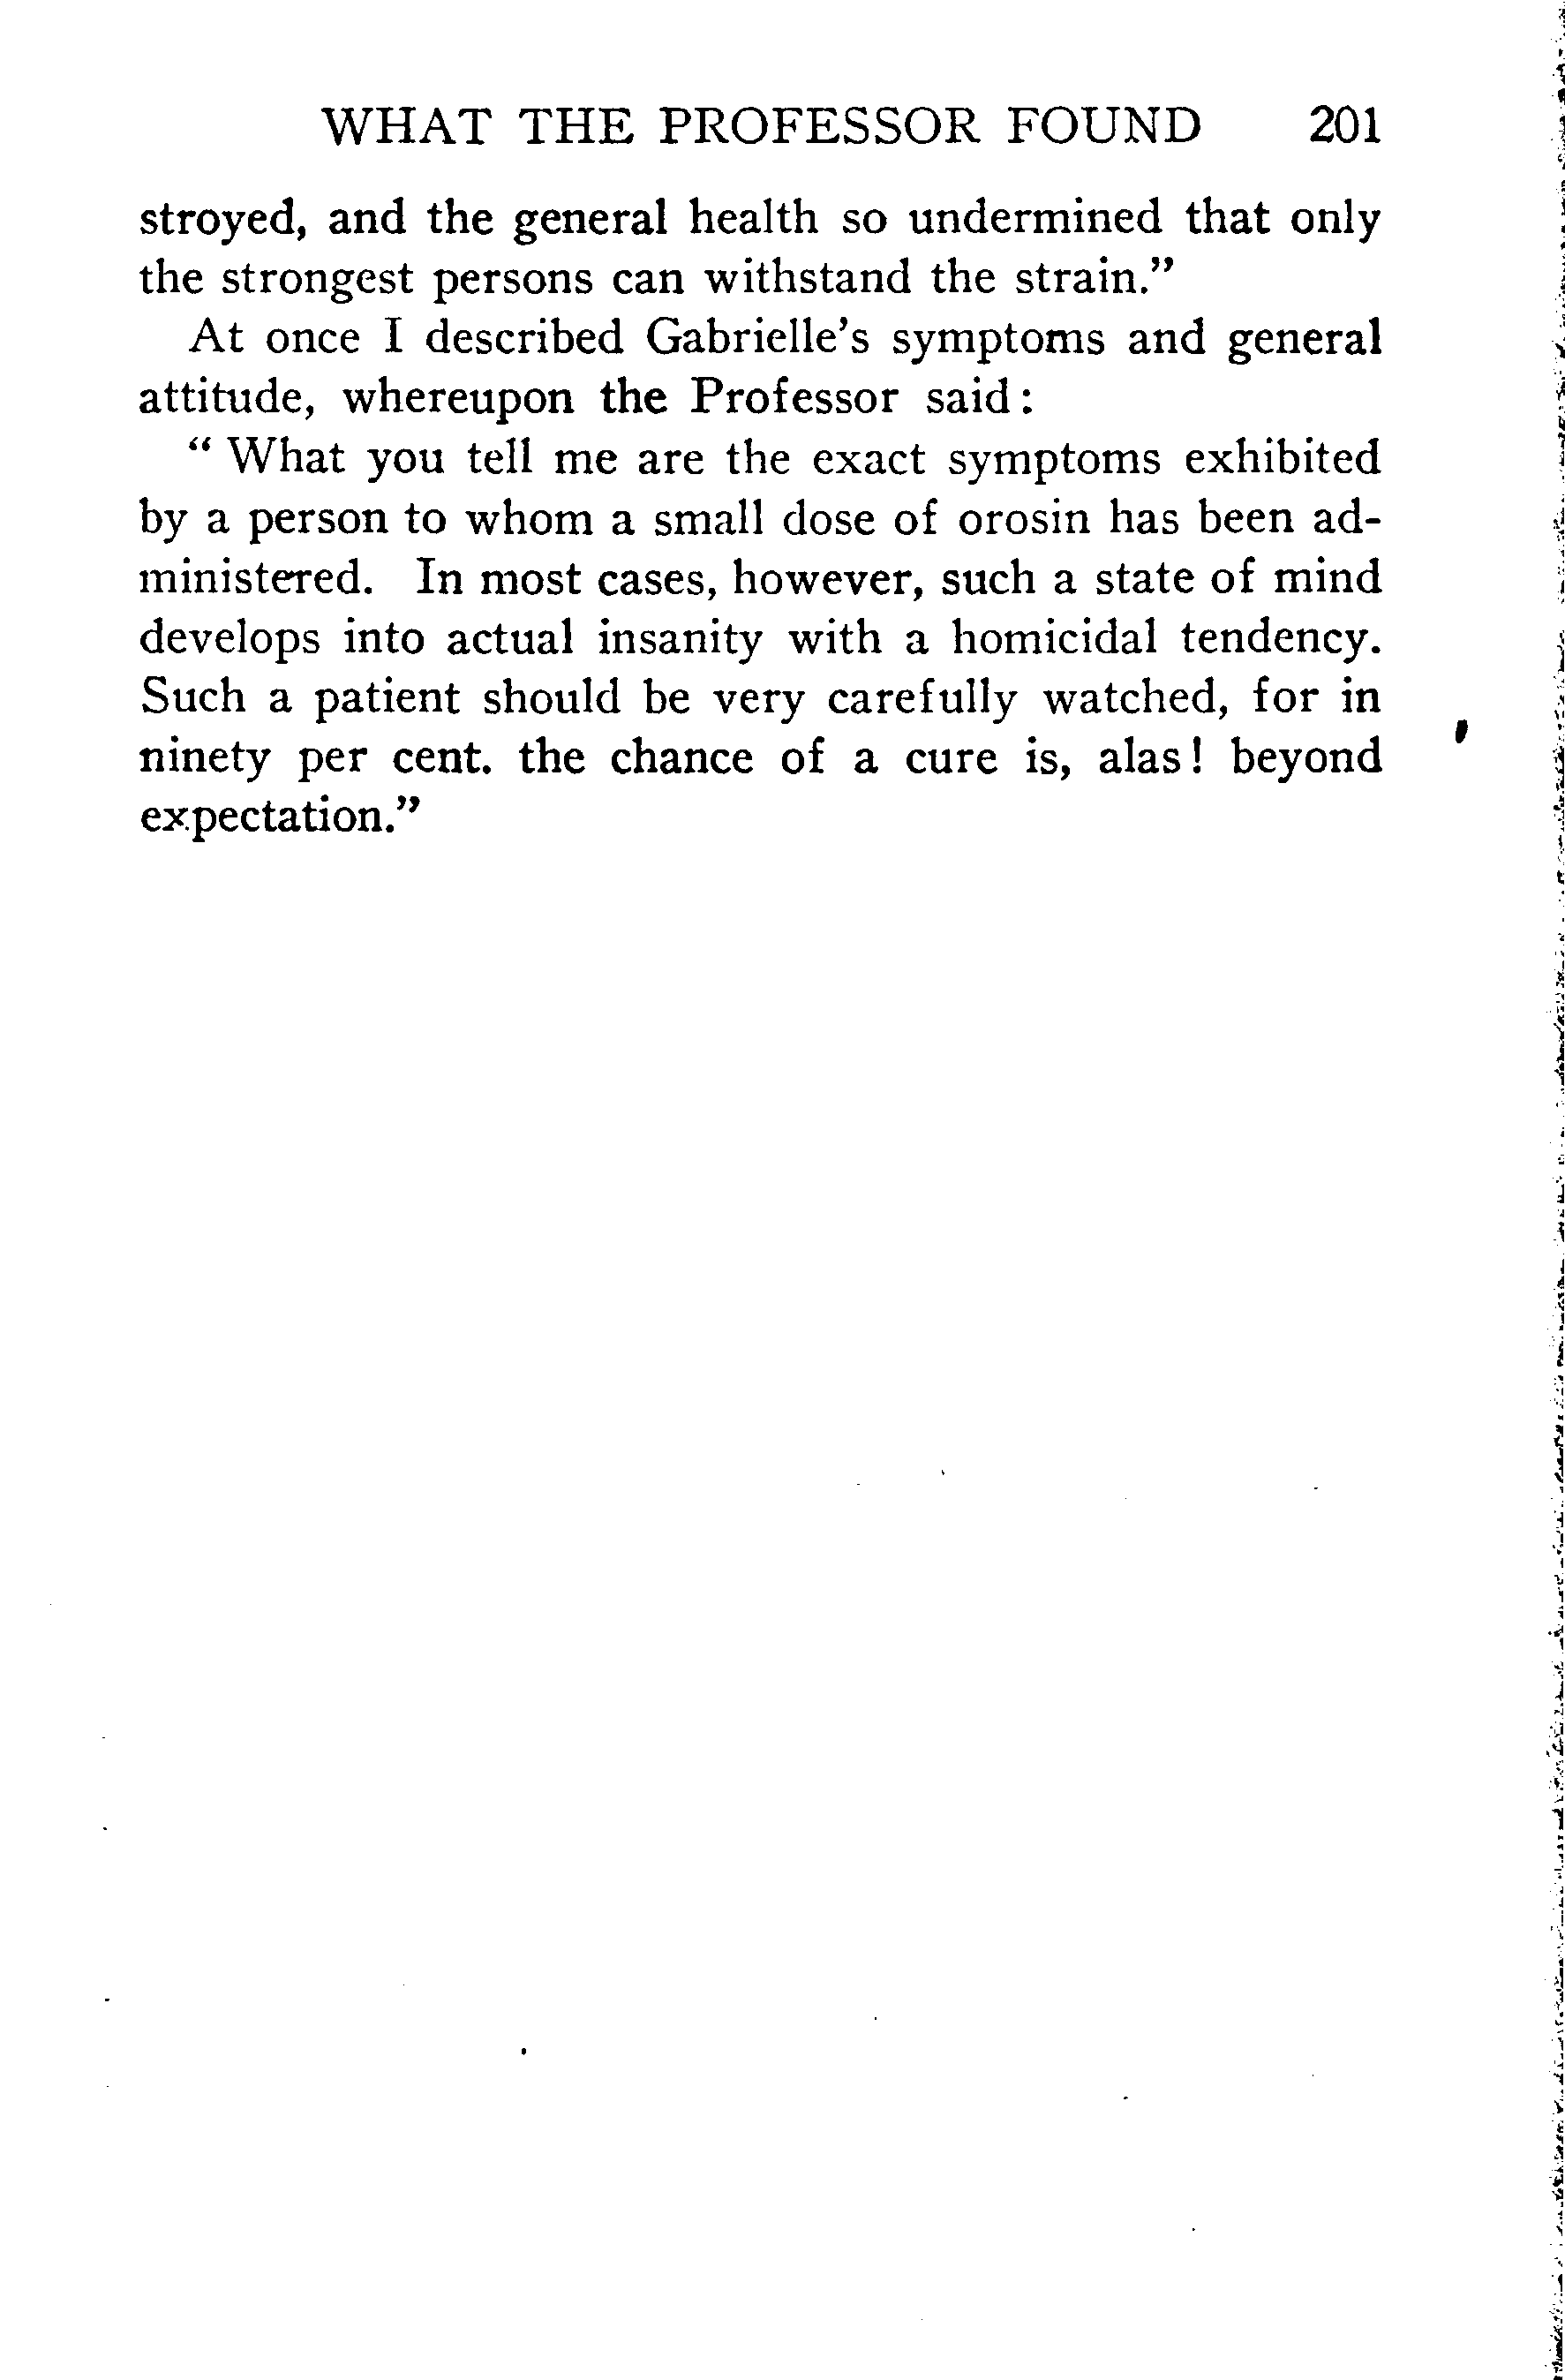 WHAT THE PROFESSOR FOUND 201
stroyed, and the general health so undermined that only
the strongest persons can withstand the strain.”
At once I described Gabrielle’s symptoms and general
attitude, whereupon the Professor said:
“ What you tell me are the exact symptoms exhibited
by a person to whom a small dose of orosin has been ad-
ministered. In most cases, however, such a state of mind
develops into actual insanity with a homicidal tendency.
Such a patient should be very carefully watched, for in
ninety per cent. the chance of a cure is, alas! beyond
expectation.”